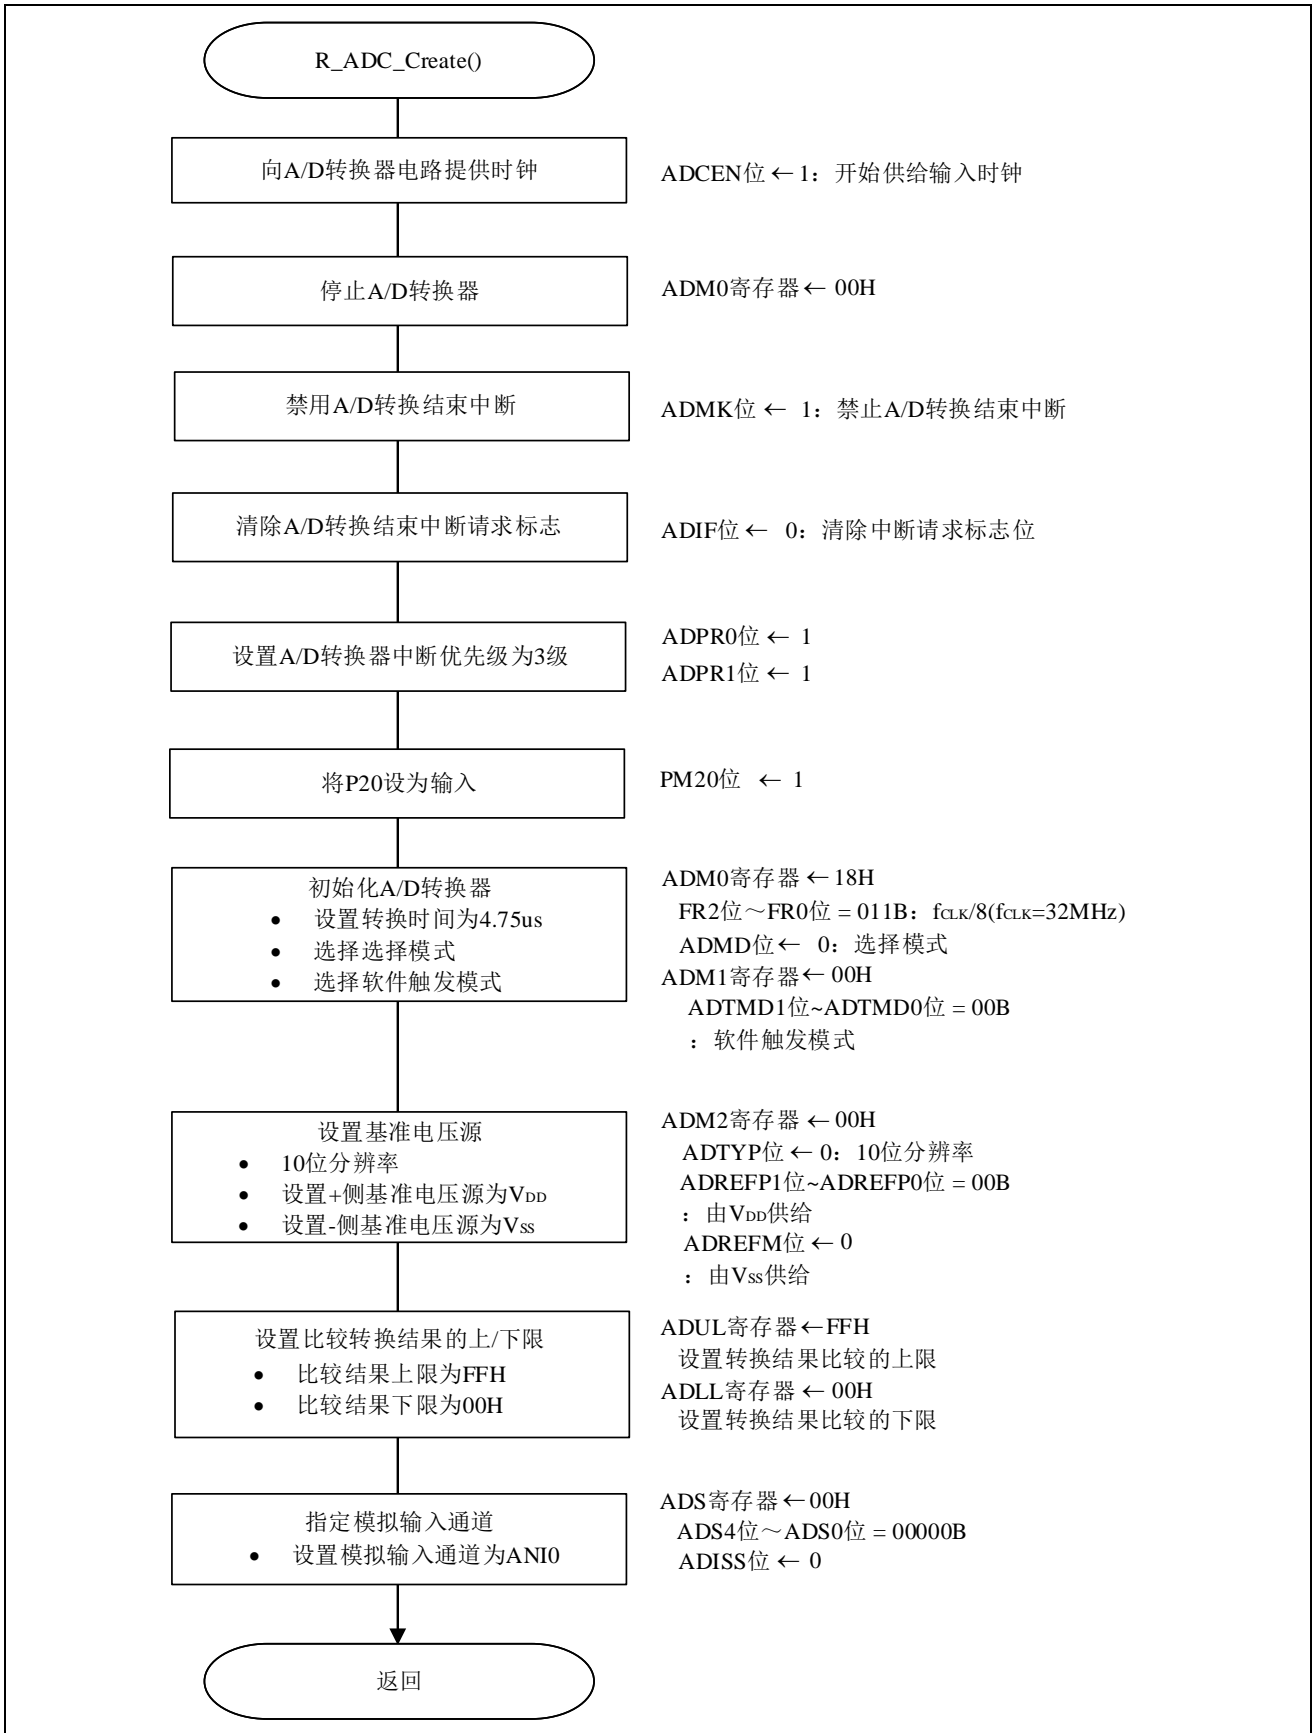 R_ADC_Create()
向A/D转换器电路提供时钟
ADCEN位 ← 1：开始供给输入时钟
停止A/D转换器
ADM0寄存器 ← 00H
禁用A/D转换结束中断
ADMK位 ← 1：禁止A/D转换结束中断
清除A/D转换结束中断请求标志
ADIF位 ← 0：清除中断请求标志位
设置A/D转换器中断优先级为3级
ADPR0位 ← 1
ADPR1位 ← 1
将P20设为输入
PM20位 ← 1
初始化A/D转换器
• 设置转换时间为4.75us
• 选择选择模式
• 选择软件触发模式
ADM0寄存器 ← 18H
FR2位～FR0位 = 011B：fCLK/8(fCLK=32MHz)
ADMD位 ← 0：选择模式
ADM1寄存器 ← 00H
ADTMD1位~ADTMD0位 = 00B
：软件触发模式
设置基准电压源
• 10位分辨率
• 设置+侧基准电压源为VDD
• 设置-侧基准电压源为Vss
ADM2寄存器 ← 00H
ADTYP位 ← 0：10位分辨率
ADREFP1位~ADREFP0位 = 00B
：由VDD供给
ADREFM位 ← 0
：由Vss供给
设置比较转换结果的上/下限
• 比较结果上限为FFH
• 比较结果下限为00H
ADUL寄存器 ←FFH
设置转换结果比较的上限
ADLL寄存器 ← 00H
设置转换结果比较的下限
指定模拟输入通道
• 设置模拟输入通道为ANI0
ADS寄存器 ← 00H
ADS4位～ADS0位 = 00000B
ADISS位 ← 0
返回